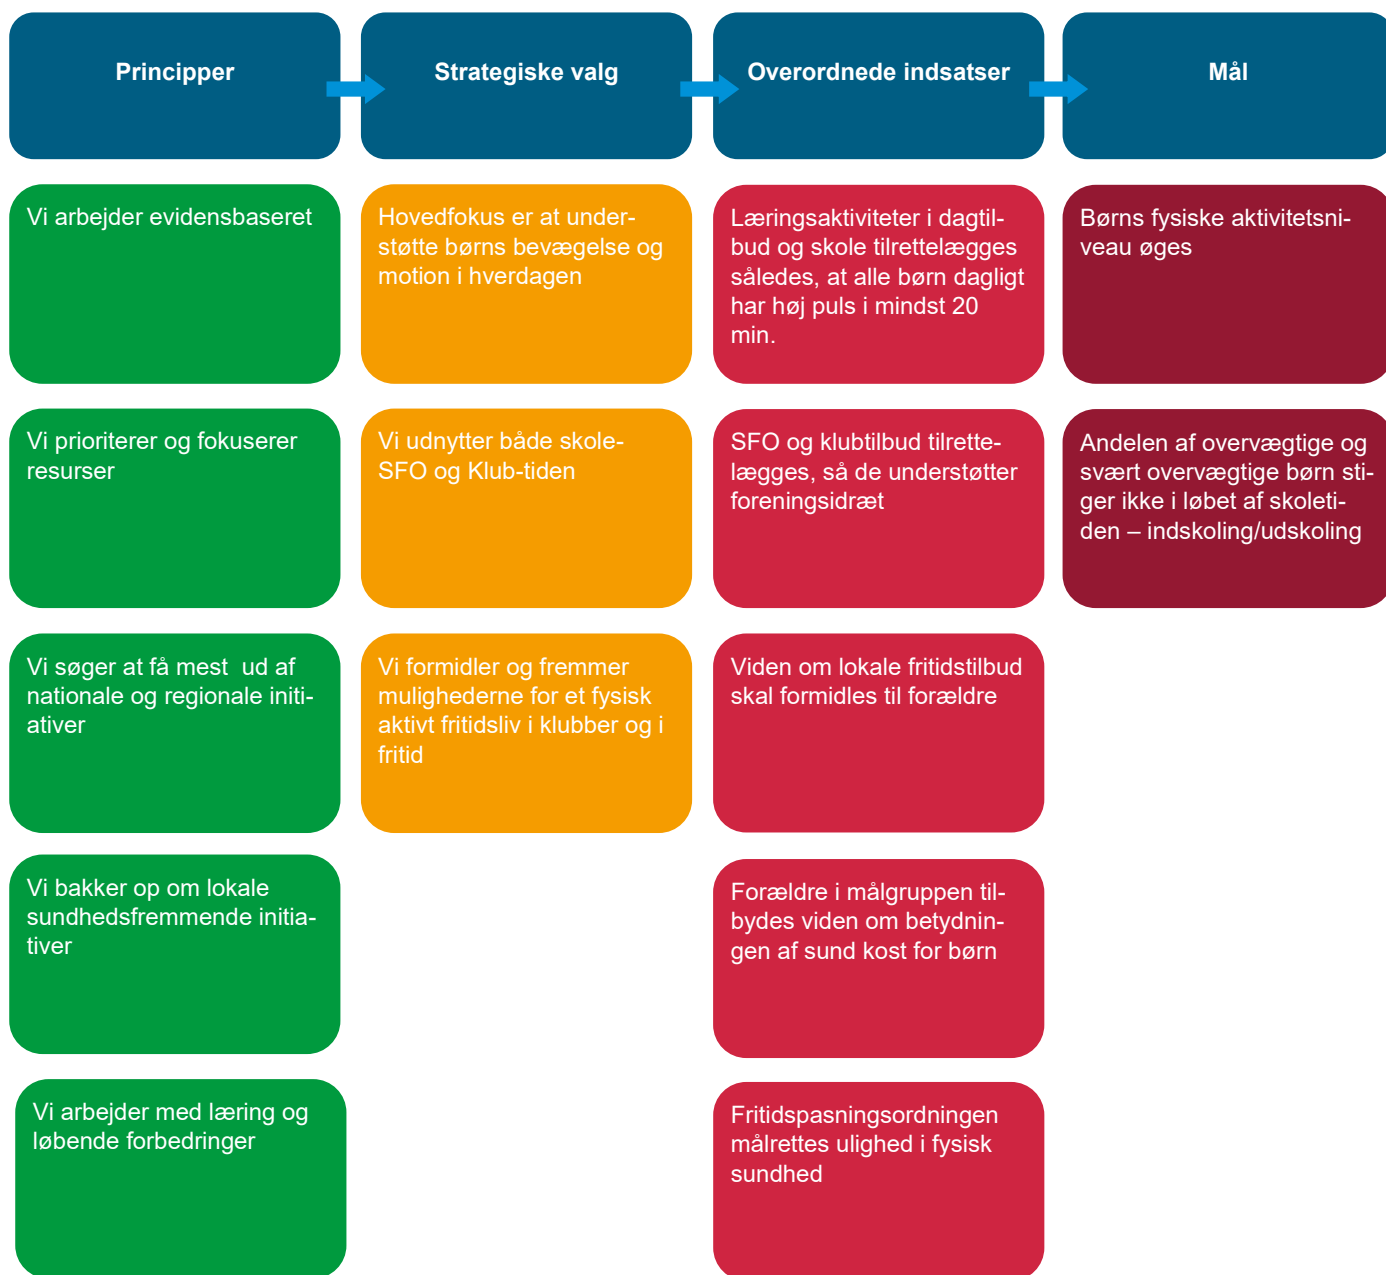 Principper
Strategiske valg
Overordnede indsatser
Mål
Vi arbejder evidensbaseret
Hovedfokus er at under-
støtte børns bevægelse og
motion i hverdagen
Læringsaktiviteter i dagtil-
bud og skole tilrettelægges
således, at alle børn dagligt
har høj puls i mindst 20
min.
Børns fysiske aktivitetsni-
veau øges
Vi prioriterer og fokuserer
resurser
Vi udnytter både skole-
SFO og Klub-tiden
SFO og klubtilbud tilrette-
lægges, så de understøtter
foreningsidræt
Andelen af overvægtige og
svært overvægtige børn sti-
ger ikke i løbet af skoleti-
den – indskoling/udskoling
Vi søger at få mest  ud af
nationale og regionale initi-
ativer
Vi formidler og fremmer
mulighederne for et fysisk
aktivt fritidsliv i klubber og i
fritid
Viden om lokale fritidstilbud
skal formidles til forældre
Vi bakker op om lokale
sundhedsfremmende initia-
tiver
Forældre i målgruppen til-
bydes viden om betydnin-
gen af sund kost for børn
Vi arbejder med læring og
løbende forbedringer
Fritidspasningsordningen
målrettes ulighed i fysisk
sundhed